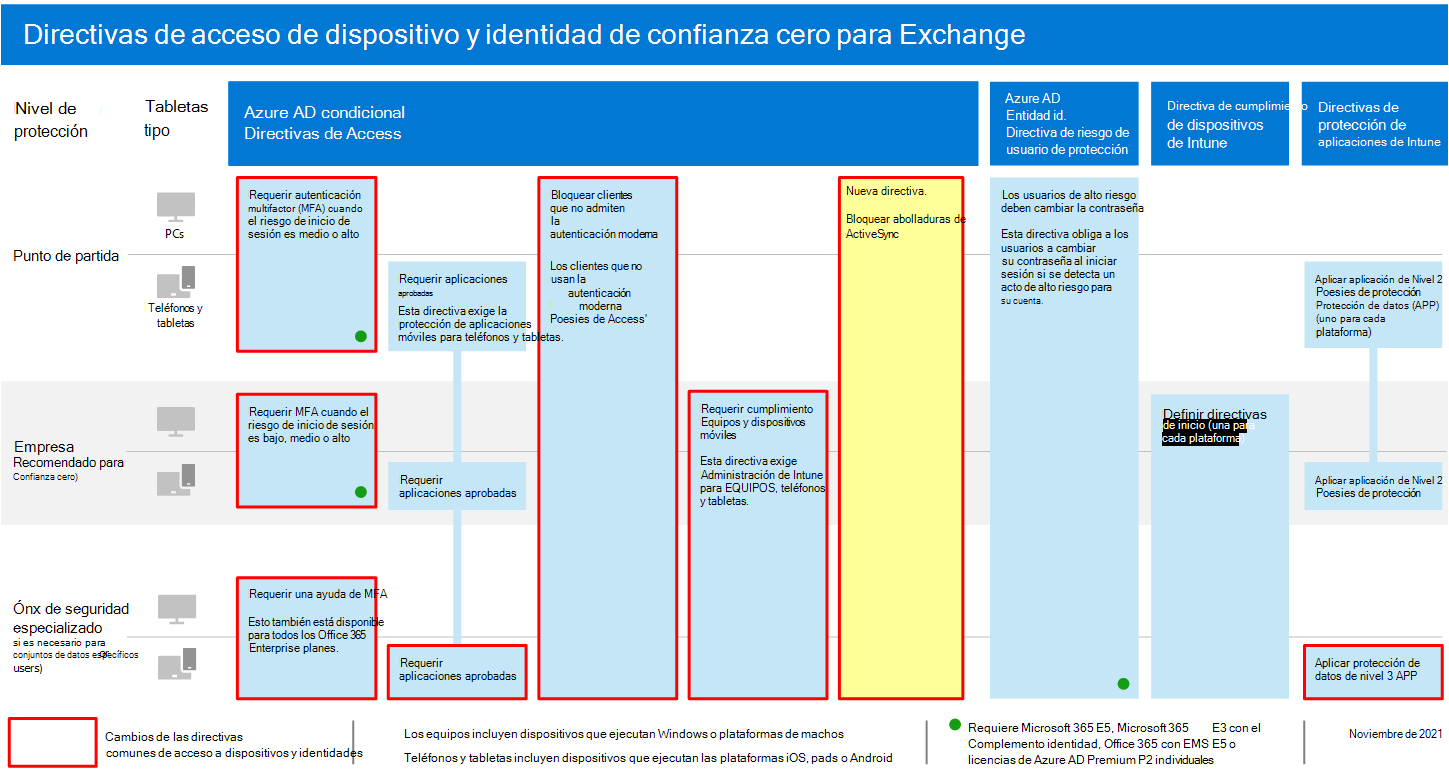 Directivas de acceso de dispositivo y identidad de confianza cero para Exchange
Nivel de
protección
Tabletas
tipo
Azure AD condicional
Directivas de Access
Azure AD
Entidad id.
Directiva de riesgo de
usuario de protección
Directiva de cumplimiento
de dispositivos
de Intune
Directivas de
protección de
aplicaciones de Intune
Punto de partida
PCs
Teléfonos y
tabletas
Requerir autenticación
multifactor (MFA) cuando
el riesgo de inicio de
sesión es medio o alto
Requerir aplicaciones
aprobadas
Esta directiva exige la
protección de aplicaciones
móviles para teléfonos y tabletas.
Bloquear clientes
que no admiten
la
autenticación moderna
Los clientes que no
usan la
autenticación
moderna
Poesies de Access'
Nueva directiva.
Bloquear abolladuras de
ActiveSync
Los usuarios de alto riesgo
deben cambiar la contraseña
Esta directiva obliga a los
usuarios a cambiar
su contraseña al iniciar
sesión si se detecta un
acto de alto riesgo para
su cuenta.
Aplicar aplicación de Nivel 2
Poesies de protección
Protección de datos (APP)
(uno para cada
plataforma)
Empresa
Recomendado para
Confianza cero)
Requerir MFA cuando el
riesgo de inicio de sesión
es bajo, medio o alto
Requerir
aplicaciones aprobadas
Requerir cumplimiento
Equipos y dispositivos
móviles
Esta directiva exige
Administración de Intune
para EQUIPOS, teléfonos
y tabletas.
Definir directivas
de inicio (una para
cada plataforma)
Aplicar aplicación de Nivel 2
Poesies de protección
Ónx de seguridad
especializado
si es necesario para
conjuntos de datos específicos
users)
Requerir una ayuda de MFA
Esto también está disponible
para todos los Office 365
Enterprise planes.
Requerir
aplicaciones aprobadas
Aplicar protección de
datos de nivel 3 APP
Cambios de las directivas
comunes de acceso a dispositivos e identidades
Los equipos incluyen dispositivos que ejecutan Windows o plataformas de machos
Teléfonos y tabletas incluyen dispositivos que ejecutan las plataformas iOS, pads o Android
Requiere Microsoft 365 E5, Microsoft 365 E3 con el
Complemento identidad, Office 365 con EMS E5 o
licencias de Azure AD Premium P2 individuales
Noviembre de 2021